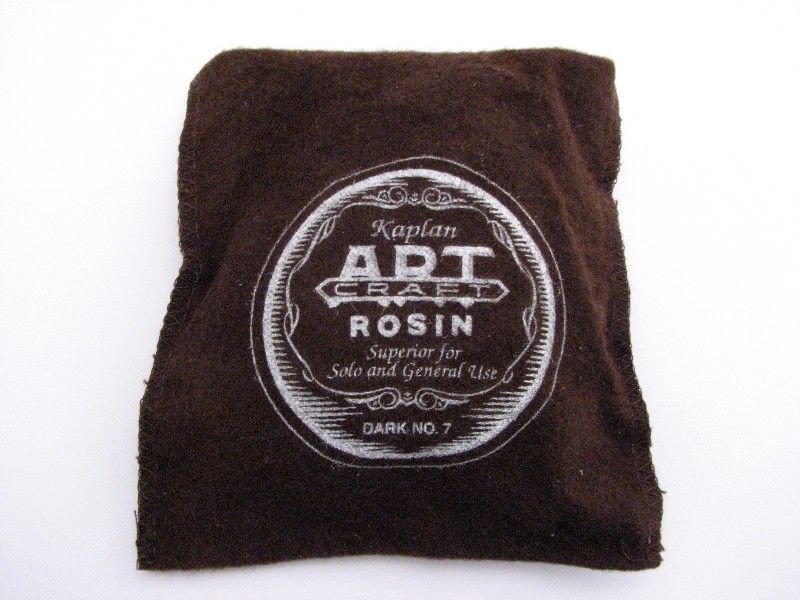 Kaplan
ART
CRAFT
ROSIN
Superior for
Solo and General Use
DARK NO. 7